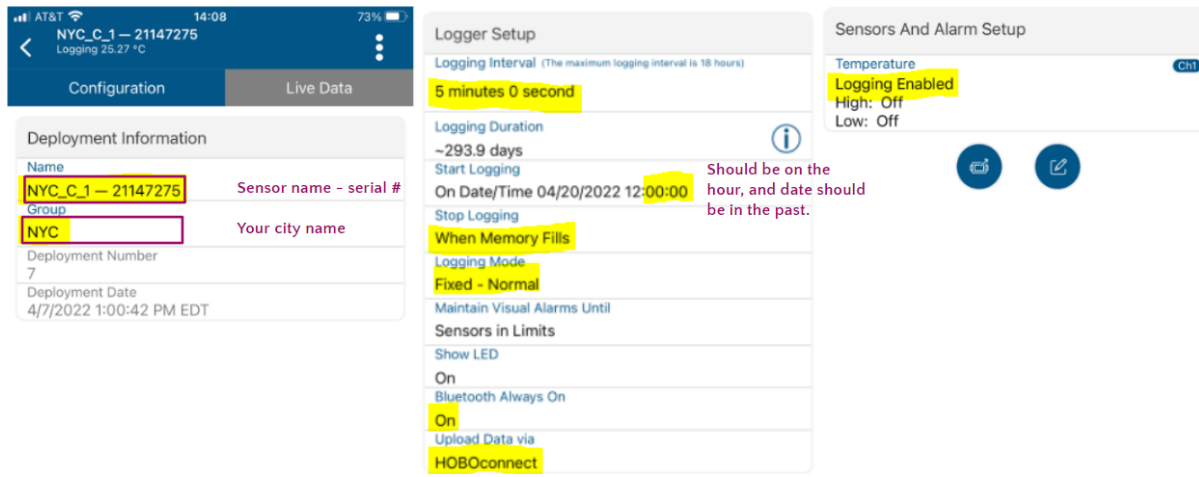 AT&T 14:08 73%
NYC_C_1 — 21147275
Logging 25.27 °C
Configuration Live Data
Deployment Information
Name
NYC_C_1 — 21147275
Sensor name – serial #
Group
NYC
Your city name
Deployment Number
7
Deployment Date
4/7/2022 1:00:42 PM EDT
Logger Setup
Logging Interval (The maximum logging interval is 18 hours)
5 minutes 0 second
Logging Duration
~293.9 days
Start Logging
On Date/Time 04/20/2022 12:00:00
Should be on the
hour, and date should
be in the past.
Stop Logging
When Memory Fills
Logging Mode
Fixed - Normal
Maintain Visual Alarms Until
Sensors in Limits
Show LED
On
Bluetooth Always On
On
Upload Data via
HOBOconnect
Sensors And Alarm Setup
Temperature Ch1
Logging Enabled
High: Off
Low: Off